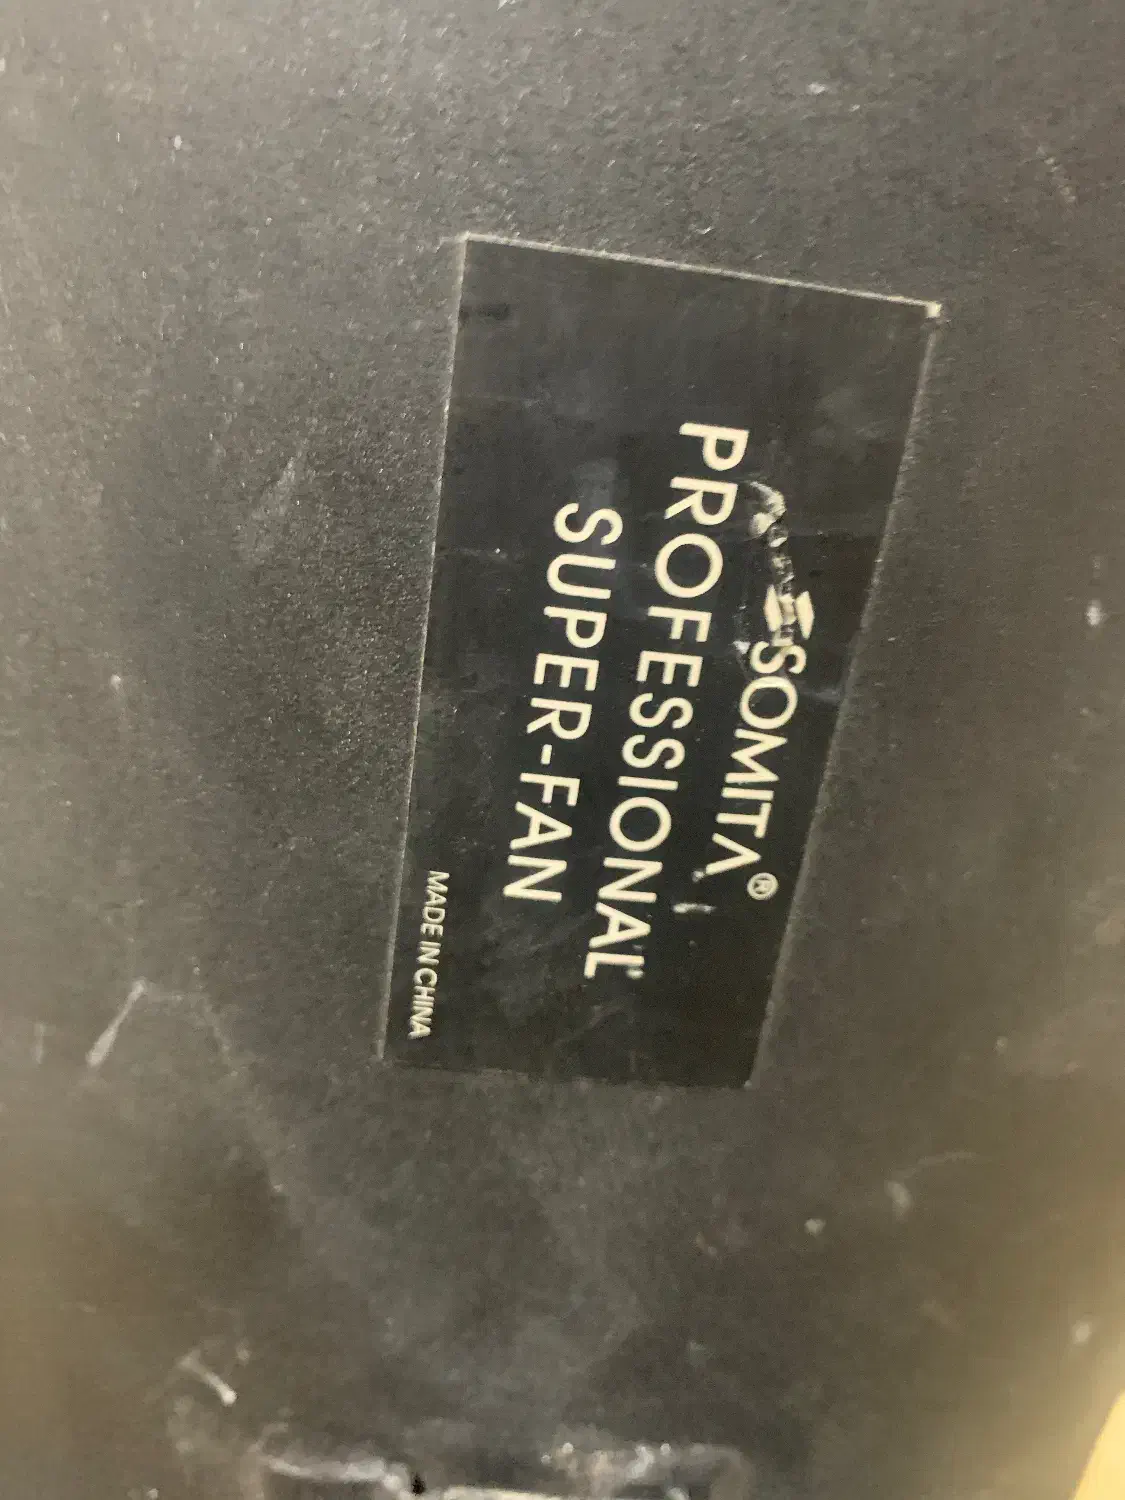 SOMITA®
PROFESSIONAL
SUPER-FAN
MADE IN CHINA